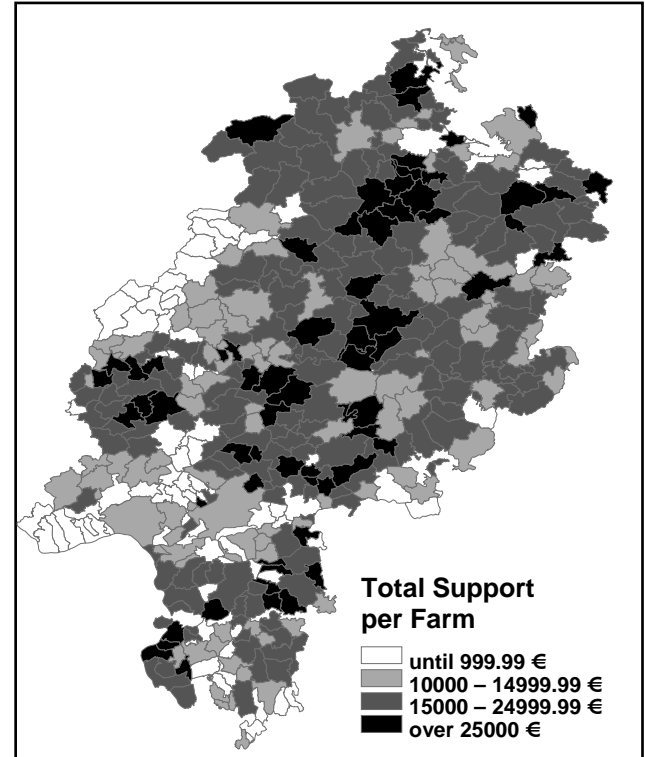 Total Support
per Farm
until 999.99 €
10000 – 14999.99 €
15000 – 24999.99 €
over 25000 €